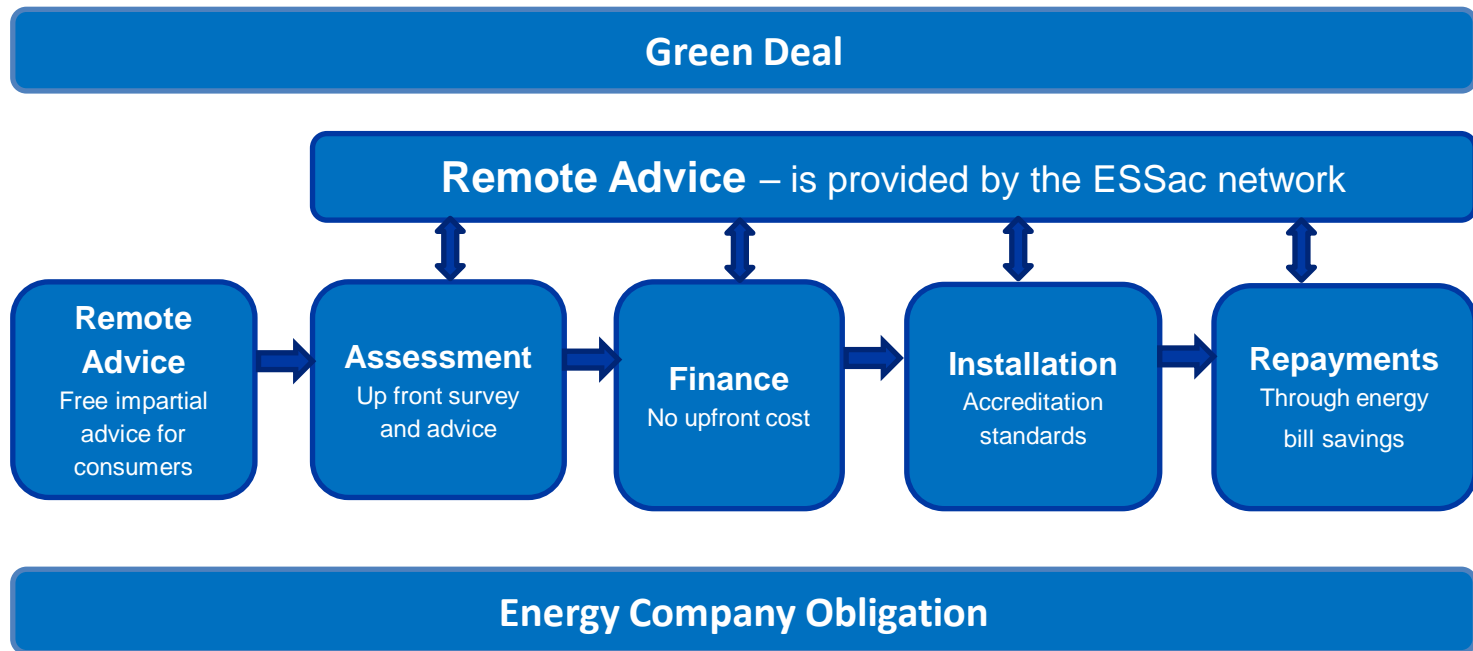 Green Deal
Remote Advice – is provided by the ESSac network
Remote
Advice
Free impartial
advice for
consumers
Assessment
Up front survey
and advice
Finance
No upfront cost
Installation
Accreditation
standards
Repayments
Through energy
bill savings
Energy Company Obligation